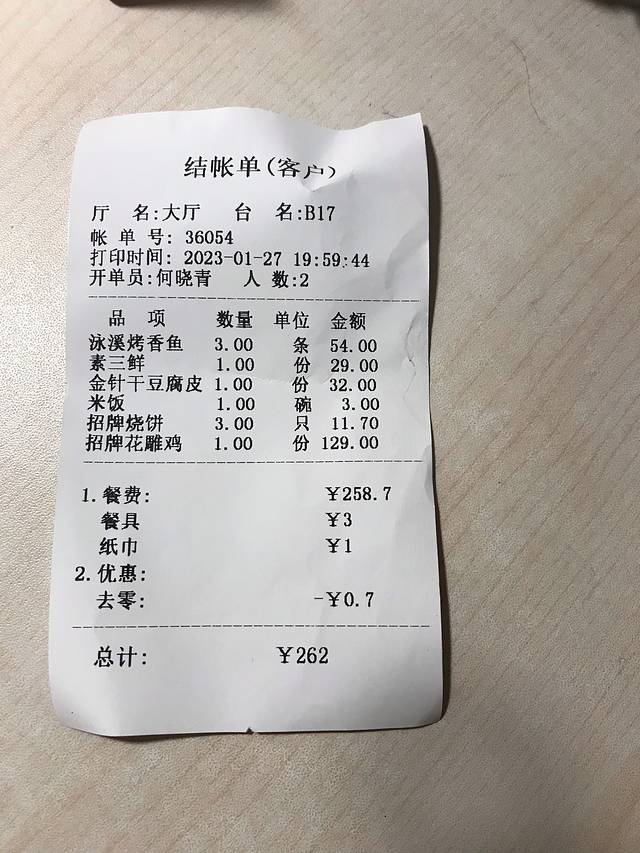 结帐单(客户)
厅 名:大厅 台 名:B17
帐 单 号: 36054
打印时间: 2023-01-27 19:59:44
开单员:何晓青 人 数:2
品 项 数量 单位 金额
泳溪烤香鱼 3.00 条 54.00
素三鲜 1.00 份 29.00
金针干豆腐皮 1.00 份 32.00
米饭 1.00 碗 3.00
招牌烧饼 3.00 只 11.70
招牌花雕鸡 1.00 份 129.00
1.餐费: ¥258.7
餐具 ¥3
纸巾 ¥1
2.优惠:
去零: -¥0.7
总计: ¥262